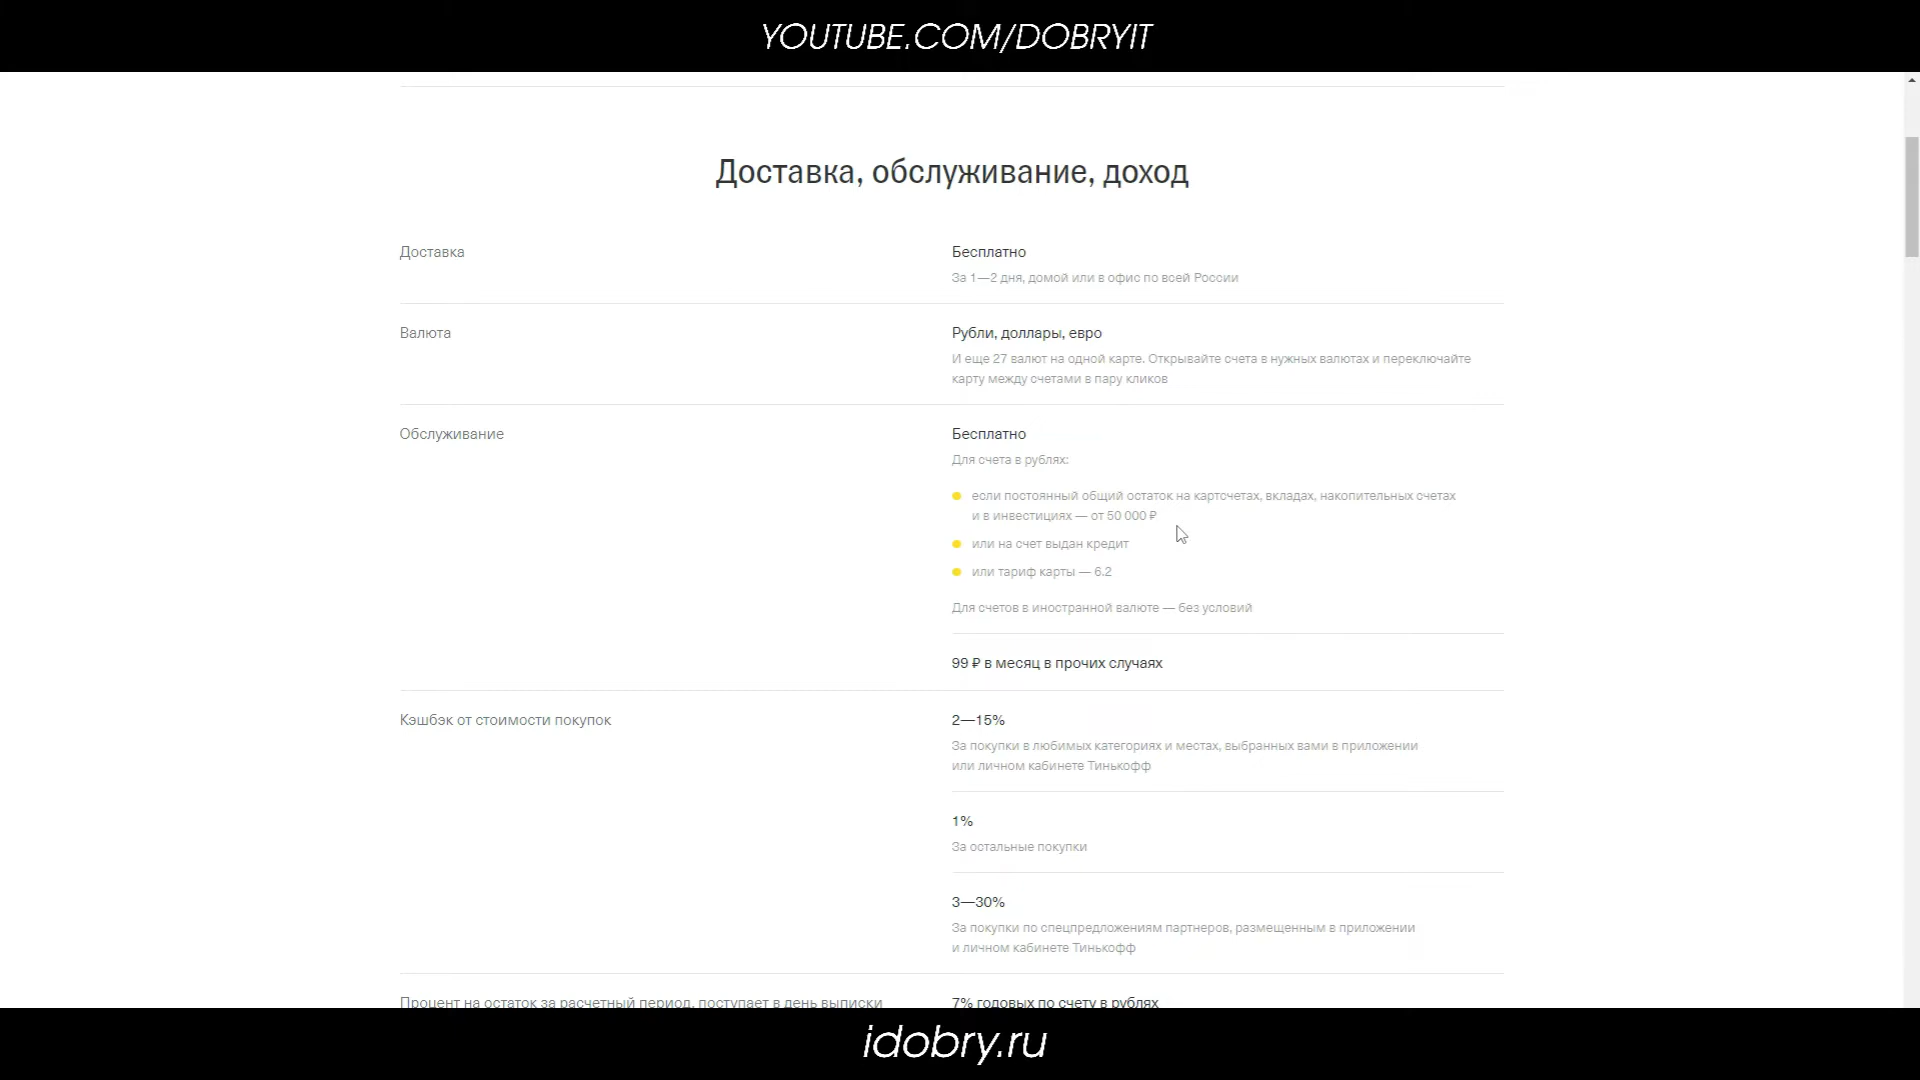 YOUTUBE.COM/DOBRYIT
Доставка, обслуживание, доход
Доставка
Бесплатно
За 1—2 дня, домой или в офис по всей России
Валюта
Рубли, доллары, евро
И еще 27 валют на одной карте. Открывайте счета в нужных валютах и переключайте
карту между счетами в пару кликов
Обслуживание
Бесплатно
Для счета в рублях:
если постоянный общий остаток на картсчетах, вкладах, накопительных счетах
и в инвестициях — от 50 000 ₽
или на счет выдан кредит
или тариф карты — 6.2
Для счетов в иностранной валюте — без условий
99 ₽ в месяц в прочих случаях
Кэшбэк от стоимости покупок
2—15%
За покупки в любимых категориях и местах, выбранных вами в приложении
или личном кабинете Тинькофф
1%
За остальные покупки
3—30%
За покупки по спецпредложениям партнеров, размещенным в приложении
и личном кабинете Тинькофф
Процент на остаток за расчетный период, поступает в день выписки
7% годовых по счету в рублях
idobry.ru